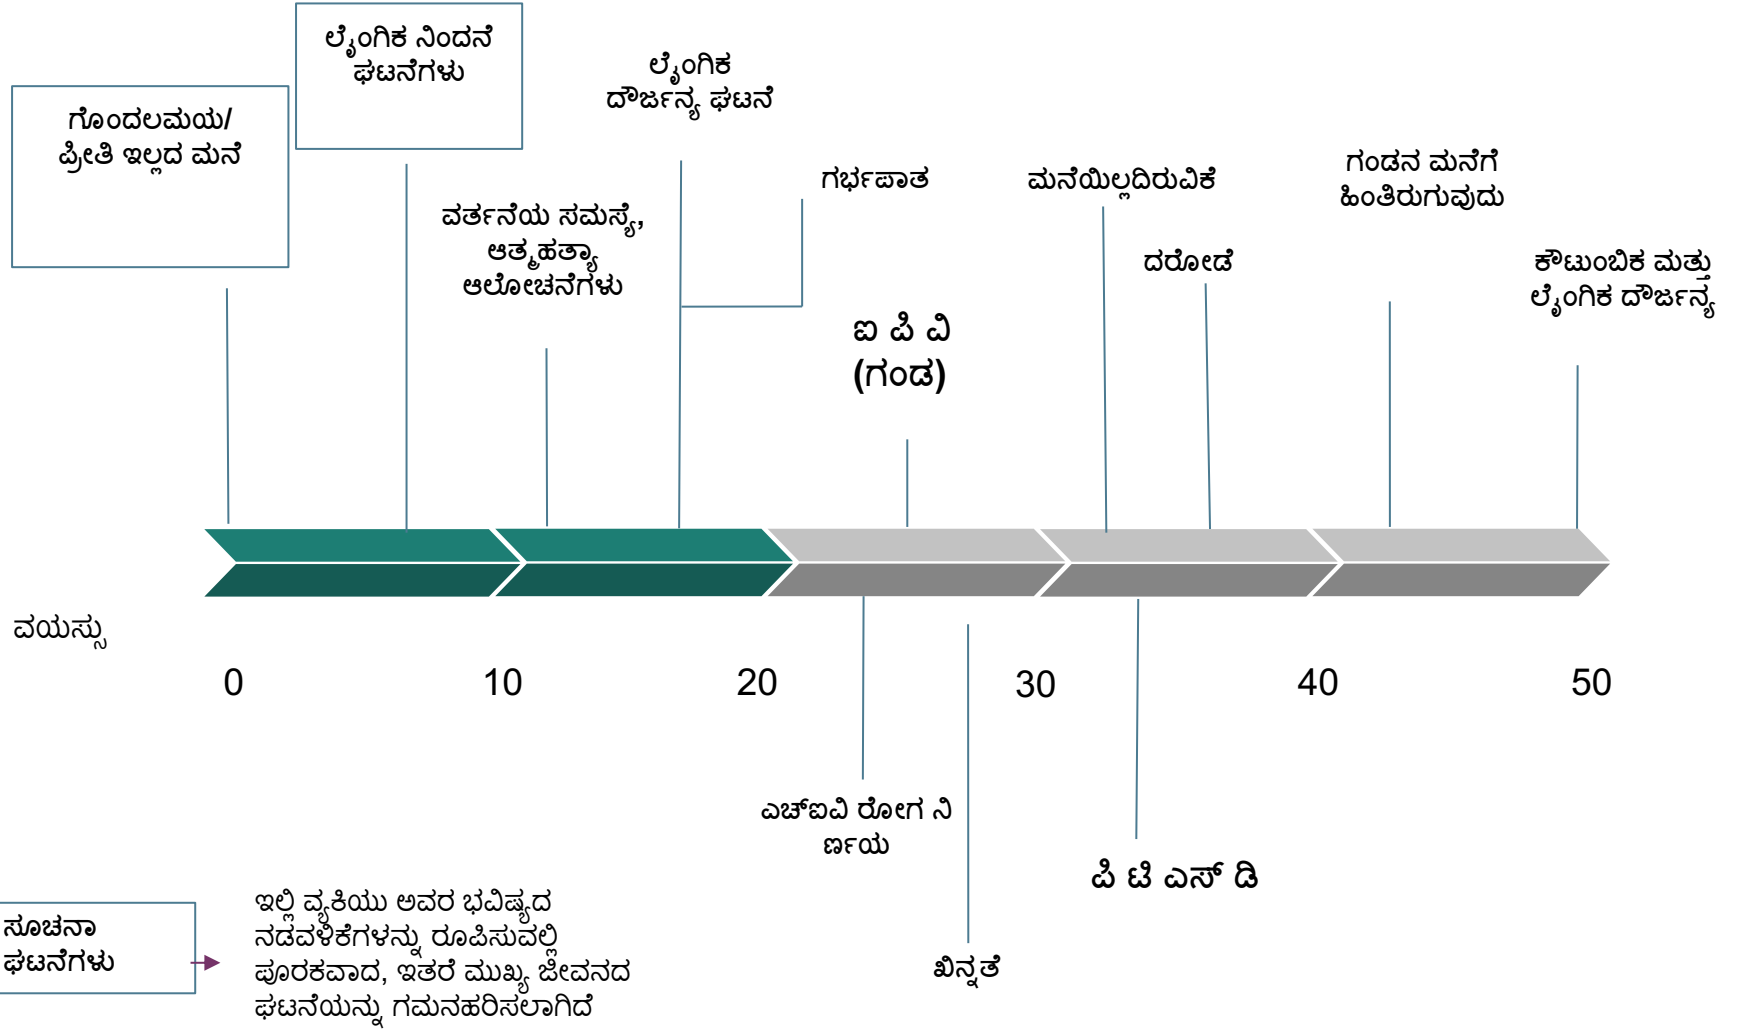 ಲೈಂಗಿಕ ನಿಂದನೆ
ಘಟನೆಗಳು
ಗೊಂದಲಮಯ/
ಪ್ರೀತಿ ಇಲ್ಲದ ಮನೆ
ಲೈಂಗಿಕ
ದೌರ್ಜನ್ಯ ಘಟನೆ
ವರ್ತನೆಯ ಸಮಸ್ಯೆ,
ಆತ್ಮಹತ್ಯಾ
ಆಲೋಚನೆಗಳು
ಗರ್ಭಪಾತ
ಐ ಪಿ ವಿ
(ಗಂಡ)
ಮನೆಯಿಲ್ಲದಿರುವಿಕೆ
ದರೋಡೆ
ಗಂಡನ ಮನೆಗೆ
ಹಿಂತಿರುಗುವುದು
ಕೌಟುಂಬಿಕ ಮತ್ತು
ಲೈಂಗಿಕ ದೌರ್ಜನ್ಯ
ವಯಸ್ಸು
0 10 20 30 40 50
ಎಚ್ಐವಿ ರೋಗ ನಿ
ರ್ಣಯ
ಪಿ ಟಿ ಎಸ್ ಡಿ
ಖಿನ್ನತೆ
ಸೂಚನಾ
ಘಟನೆಗಳು
ಇಲ್ಲಿ ವ್ಯಕಿಯು ಅವರ ಭವಿಷ್ಯದ
ನಡವಳಿಕೆಗಳನ್ನು ರೂಪಿಸುವಲ್ಲಿ
ಪೂರಕವಾದ, ಇತರೆ ಮುಖ್ಯ ಜೀವನದ
ಘಟನೆಯನ್ನು ಗಮನಹರಿಸಲಾಗಿದೆ